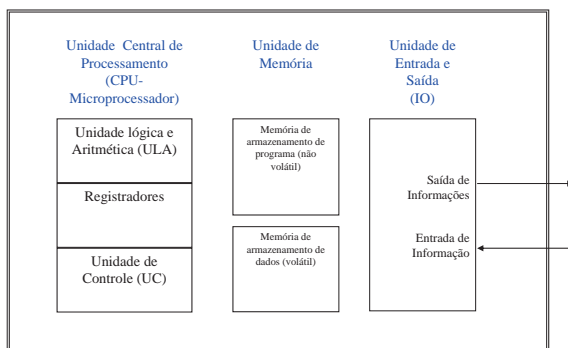 Unidade Central de
Processamento
(CPU-
Microprocessador)
Unidade de
Memória
Unidade de
Entrada e
Saída
(IO)
Unidade lógica e
Aritmética (ULA)
Registradores
Unidade de
Controle (UC)
Memória de
armazenamento de
programa (não
volátil)
Memória de
armazenamento de
dados (volátil)
Saída de
Informações
Entrada de
Informação